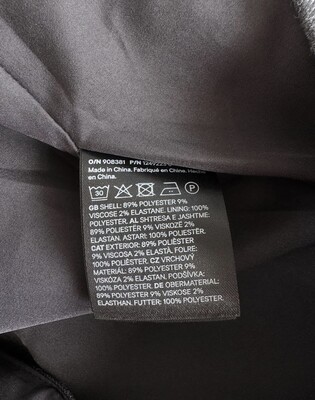 O/N 908381 P/N
Made in China. Fabriqué en Chine.
en China.
30 P
GB SHELL: 89% POLYESTER 9%
VISCOSE 2% ELASTANE. LINING: 100%
POLYESTER. AL SHTRESA E JASHTME:
89% POLIESTËR 9% VISKOZË 2%
ELASTAN. ASTARI: 100% POLIESTËR.
CAT EXTERIOR: 89% POLIÈSTER
9% VISCOSA 2% ELASTÀ. FOLRE:
100% POLIÈSTER. CZ VRCHOVÝ
MATERIÁL: 89% POLYESTER 9%
VISKÓZA 2% ELASTAN. PODŠÍVKA:
100% POLYESTER. DE OBERMATERIAL:
89% POLYESTER 9% VISKOSE 2%
ELASTHAN. FUTTER: 100% POLYESTER.